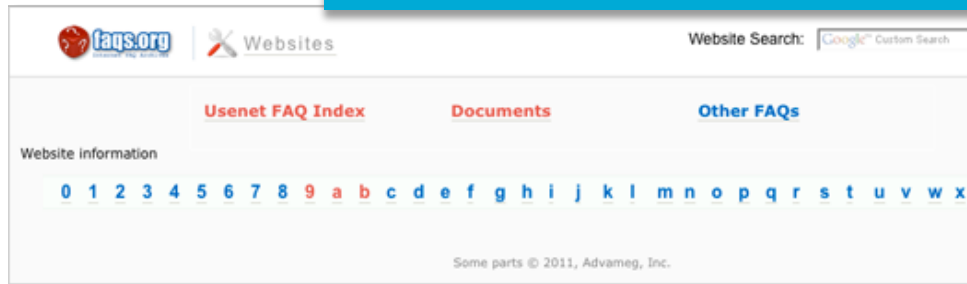 faqs.org
Websites
Website Search:
Google™ Custom Search
Usenet FAQ Index
Documents
Other FAQs
Website information
0 1 2 3 4 5 6 7 8 9 a b c d e f g h i j k l m n o p q r s t u v w x
Some parts © 2011, Advameg, Inc.